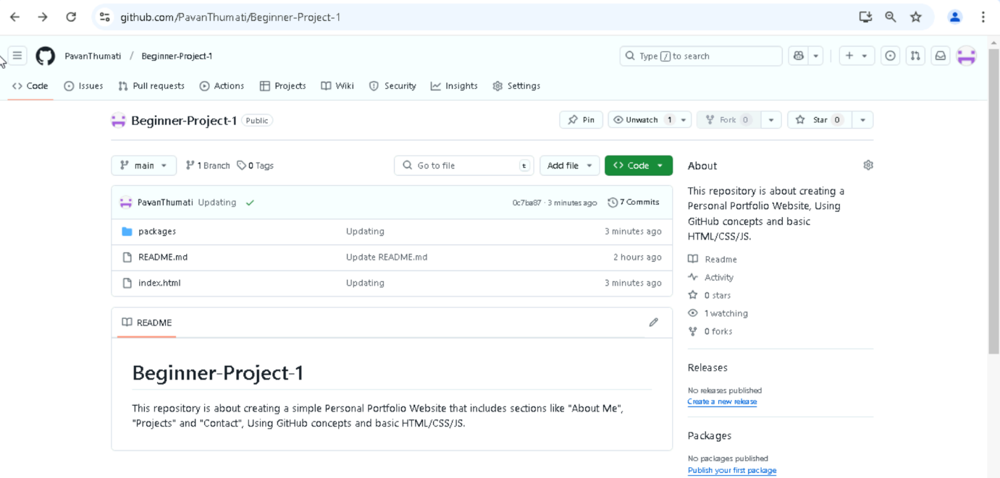 github.com/PavanThumati/Beginner-Project-1
PavanThumati / Beginner-Project-1
Type / to search
Code Issues Pull requests Actions Projects Wiki Security Insights Settings
Beginner-Project-1 Public
Pin Unwatch 1 Fork 0 Star 0
main 1 Branch 0 Tags Go to file t Add file Code
PavanThumati Updating 0c7ba87 · 3 minutes ago 7 Commits
packages Updating 3 minutes ago
README.md Update README.md 2 hours ago
index.html Updating 3 minutes ago
README
Beginner-Project-1
This repository is about creating a simple Personal Portfolio Website that includes sections like "About Me",
"Projects" and "Contact", Using GitHub concepts and basic HTML/CSS/JS.
About
This repository is about creating a
Personal Portfolio Website, Using
GitHub concepts and basic
HTML/CSS/JS.
Readme
Activity
0 stars
1 watching
0 forks
Releases
No releases published
Create a new release
Packages
No packages published
Publish your first package